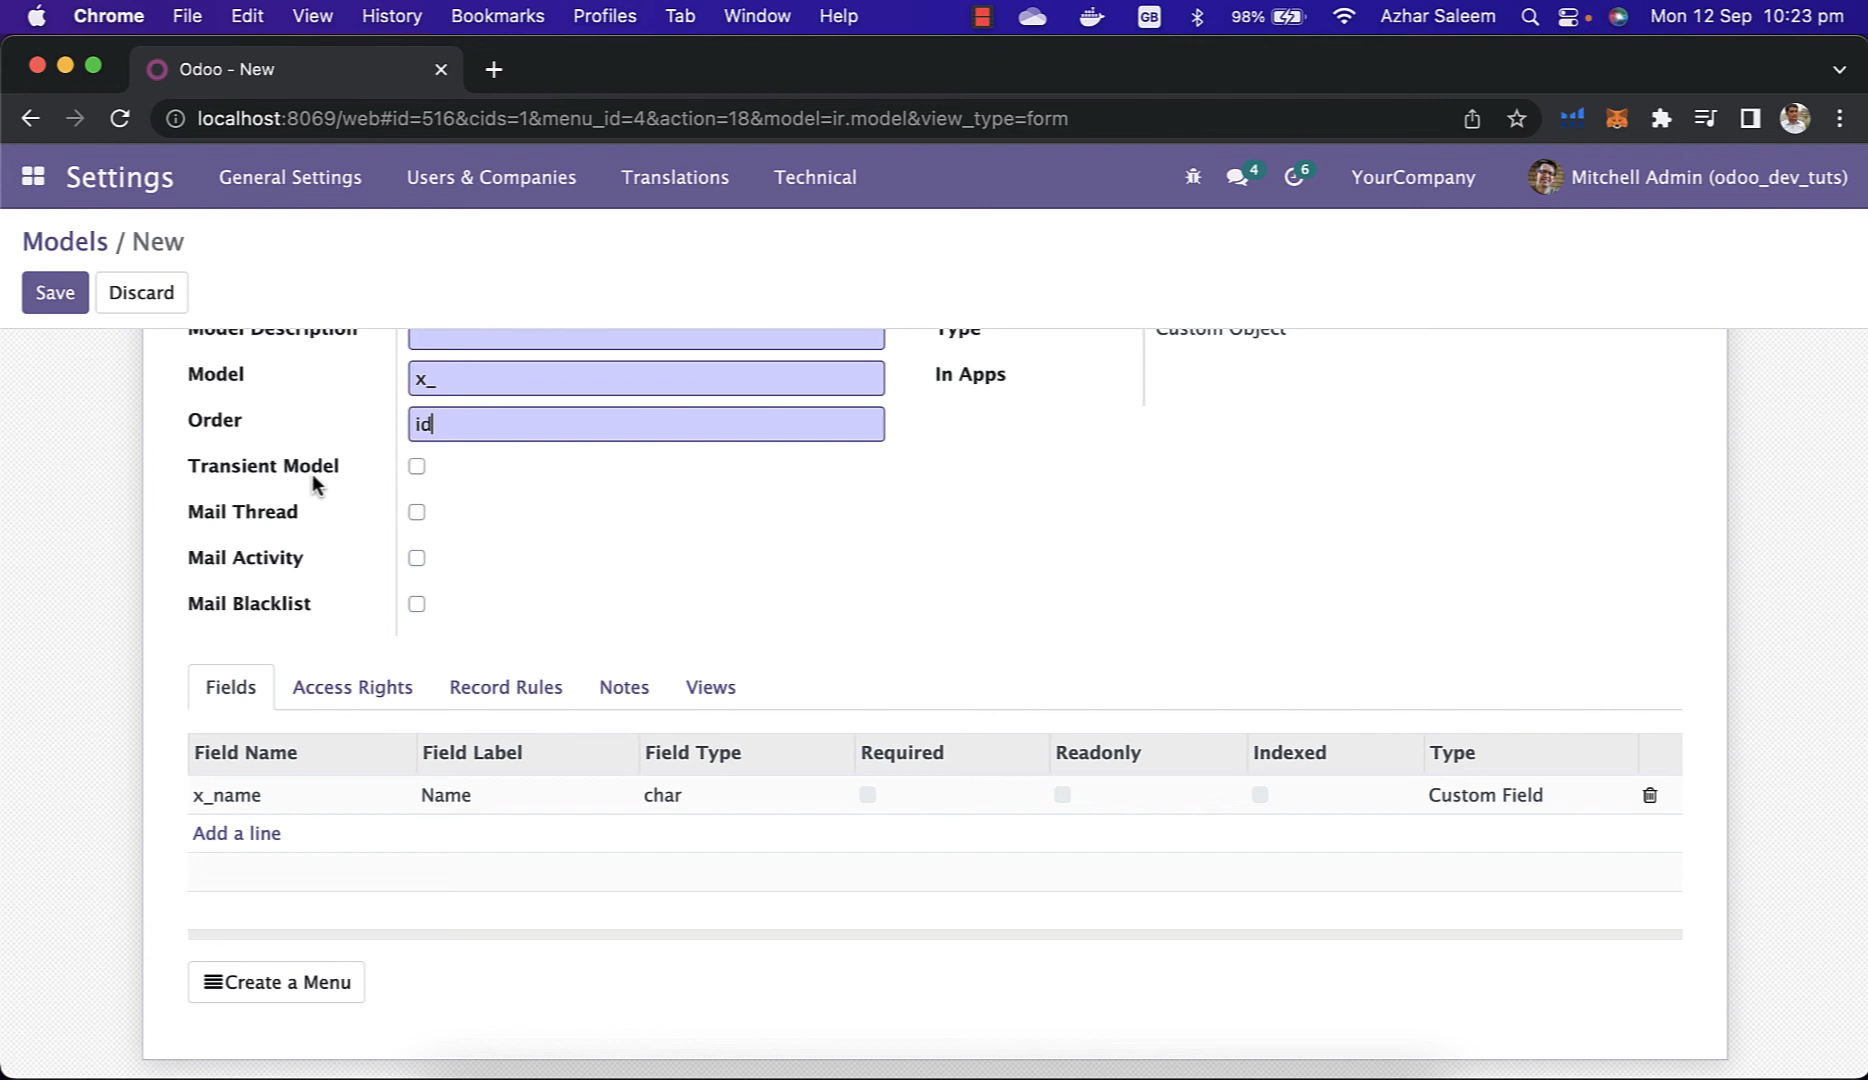 Chrome File Edit View History Bookmarks Profiles Tab Window Help GB 98% Azhar Saleem Mon 12 Sep 10:23 pm
Odoo - New
localhost:8069/web#id=516&cids=1&menu_id=4&action=18&model=ir.model&view_type=form
Settings General Settings Users & Companies Translations Technical 4 6 YourCompany Mitchell Admin (odoo_dev_tuts)
Models / New
Save Discard
Model Description Type Custom Object
Model x_ In Apps
Order id
Transient Model
Mail Thread
Mail Activity
Mail Blacklist
Fields Access Rights Record Rules Notes Views
Field Name Field Label Field Type Required Readonly Indexed Type
x_name Name char Custom Field
Add a line
Create a Menu